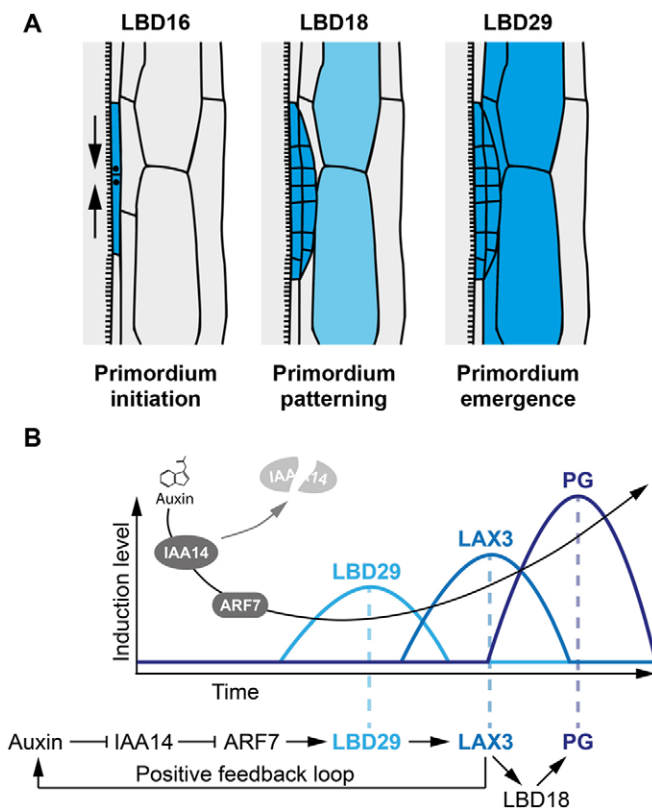 A
LBD16 LBD18 LBD29
Primordium initiation
Primordium patterning
Primordium emergence
B
Auxin
IAA14
IAA14
ARF7
LBD29
LAX3
PG
Induction level
Time
Auxin IAA14 ARF7 LBD29 LAX3 PG
Positive feedback loop
LBD18